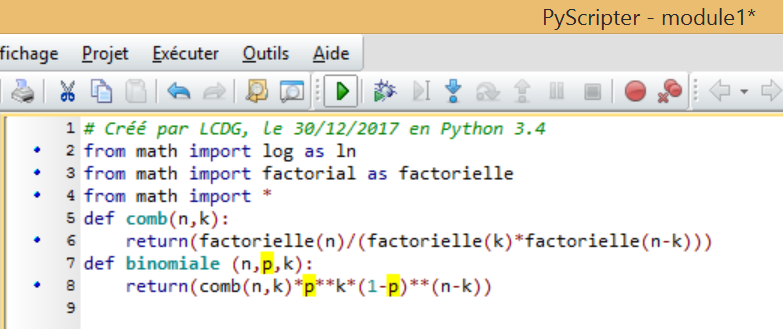 PyScripter - module1*
fichage Projet Exécuter Outils Aide
1 # Créé par LCDG, le 30/12/2017 en Python 3.4
2 from math import log as ln
3 from math import factorial as factorielle
4 from math import *
5 def comb(n,k):
6     return(factorielle(n)/(factorielle(k)*factorielle(n-k)))
7 def binomiale (n,p,k):
8     return(comb(n,k)*p**k*(1-p)**(n-k))
9